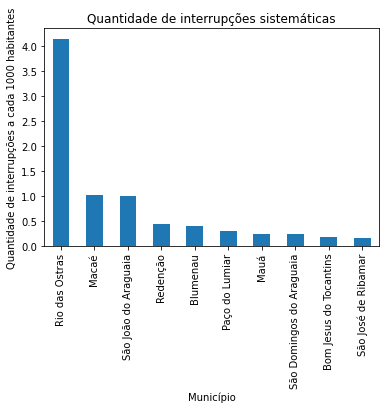 Quantidade de interrupções sistemáticas
Quantidade de interrupções a cada 1000 habitantes
4.0
3.5
3.0
2.5
2.0
1.5
1.0
0.5
0.0
Rio das Ostras
Macaé
São João do Araguaia
Redenção
Blumenau
Paço do Lumiar
Mauá
São Domingos do Araguaia
Bom Jesus do Tocantins
São José de Ribamar
Município